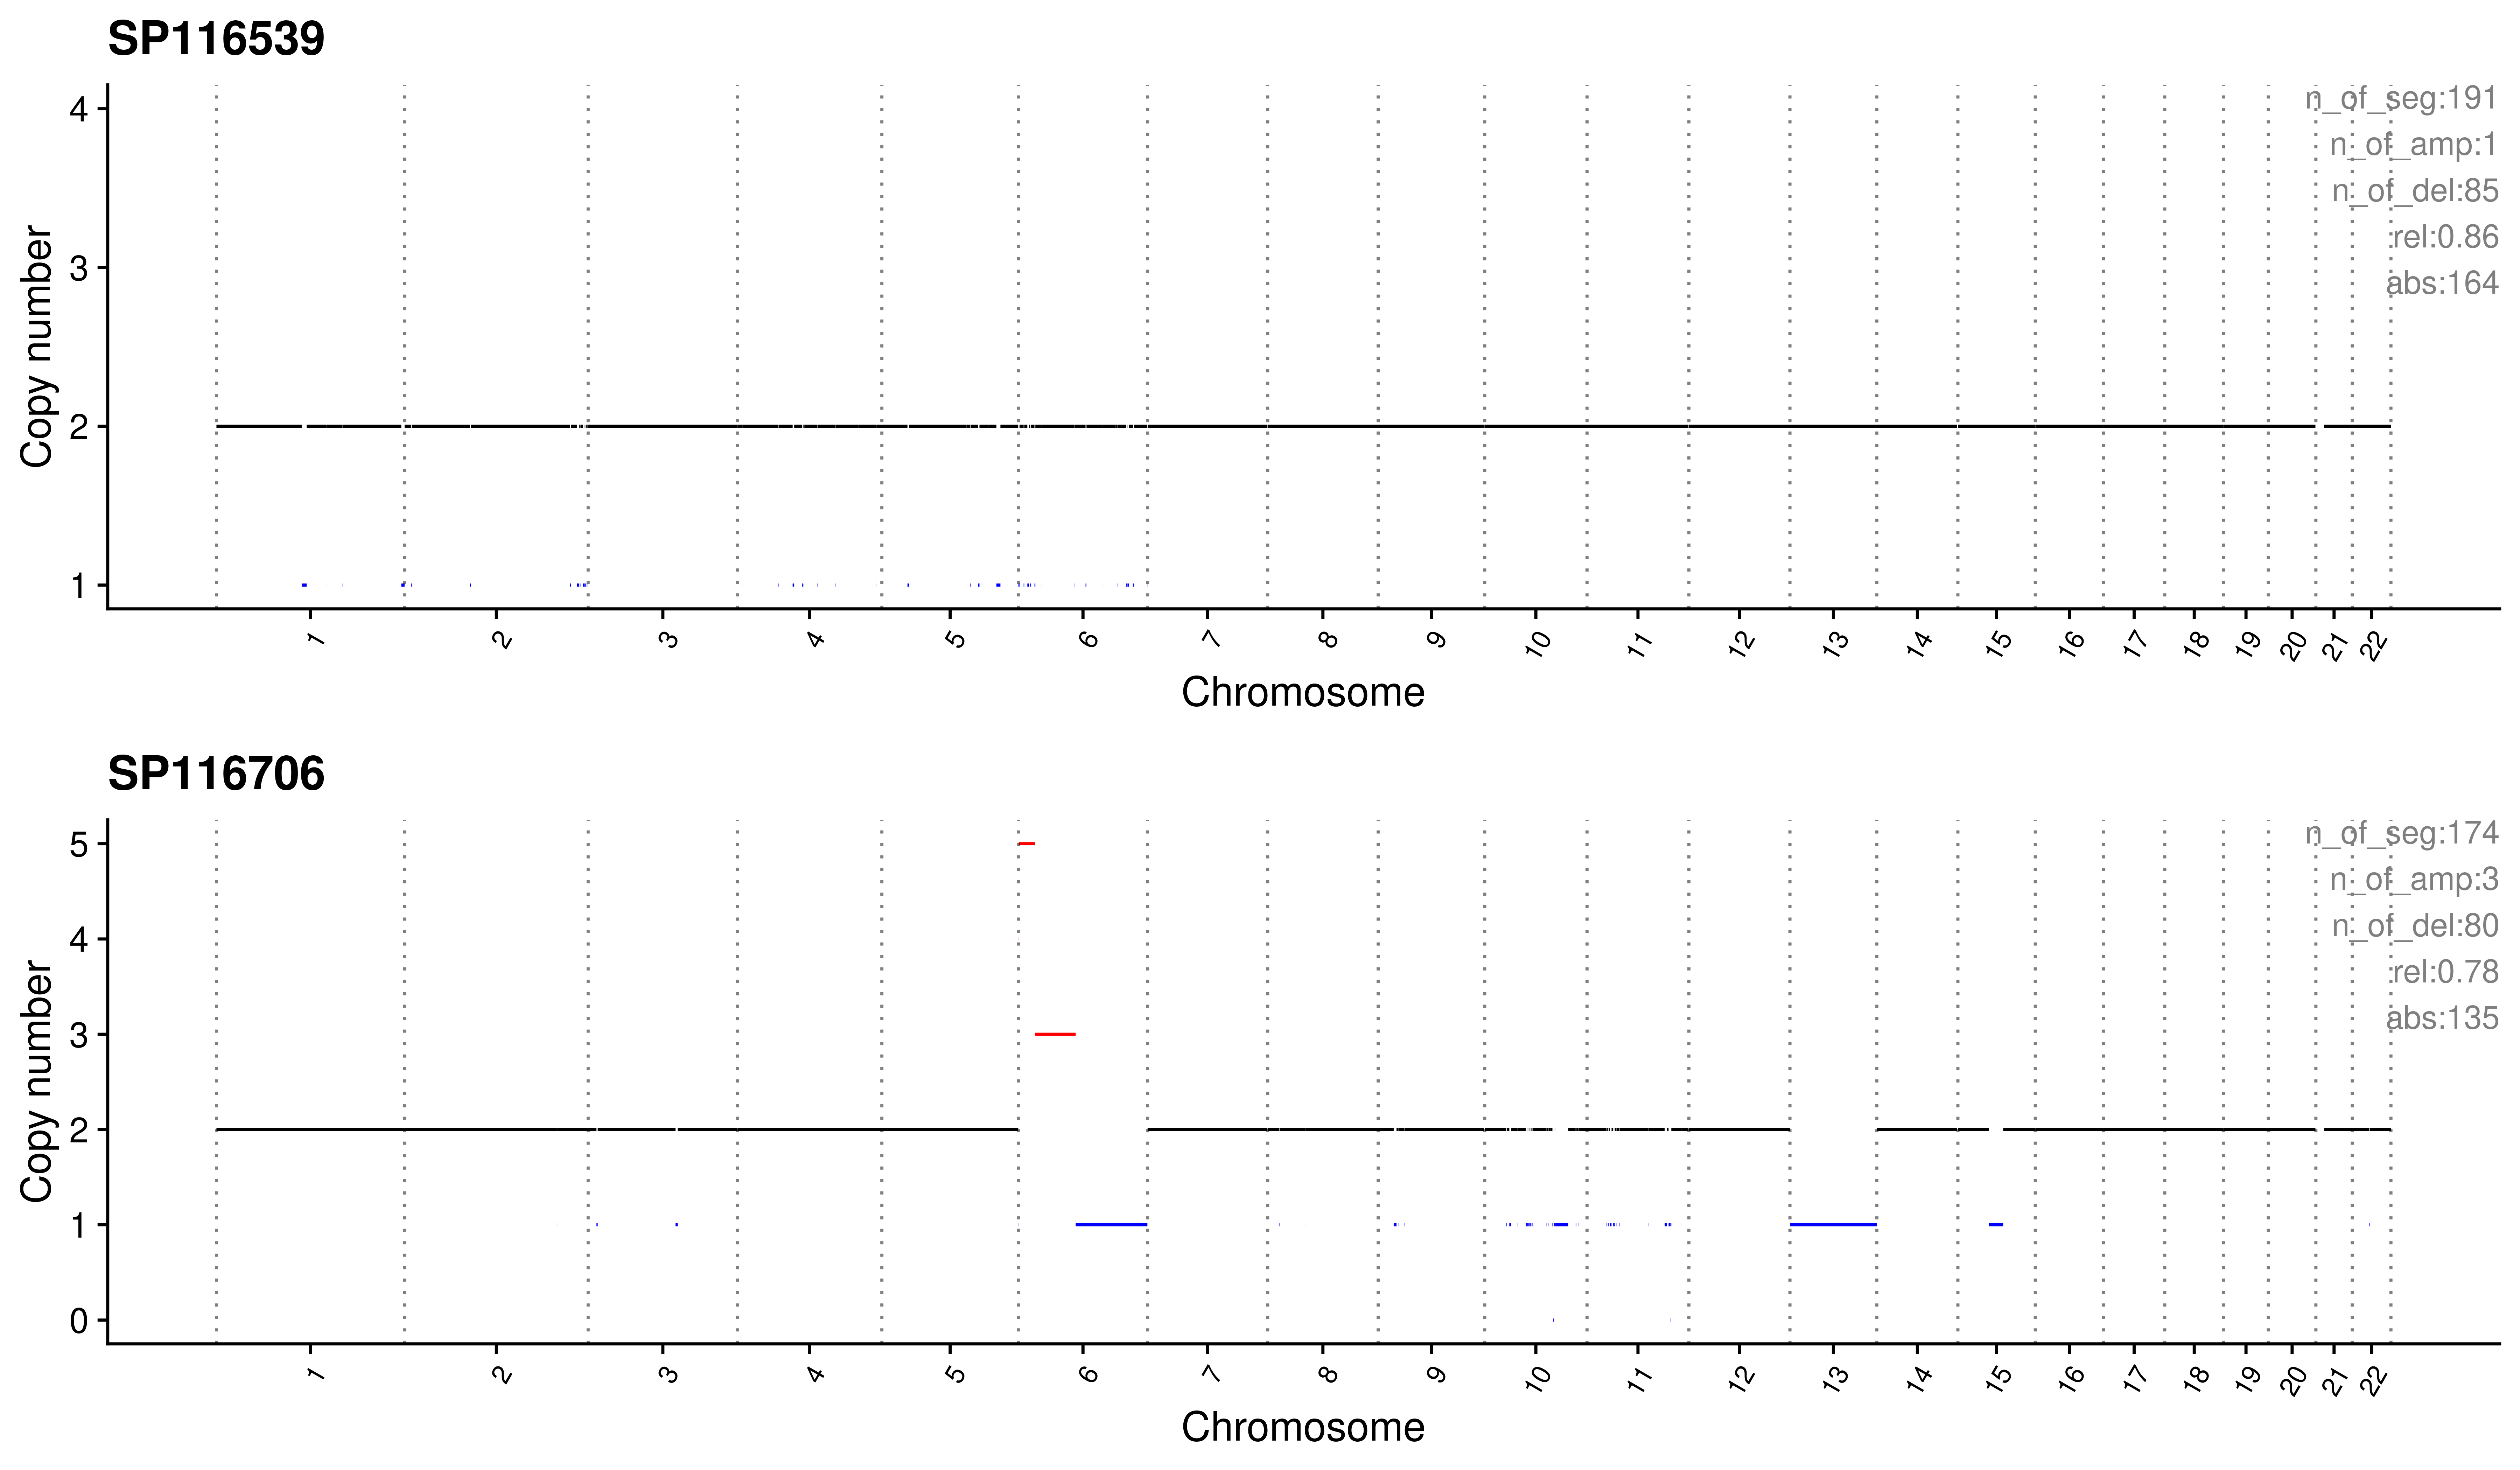 SP116539
n_of_seg:191
n_of_amp:1
n_of_del:85
rel:0.86
abs:164
4
3
2
1
Copy number
1 2 3 4 5 6 7 8 9 10 11 12 13 14 15 16 17 18 19 20 21 22
Chromosome
SP116706
n_of_seg:174
n_of_amp:3
n_of_del:80
rel:0.78
abs:135
5
4
3
2
1
0
Copy number
1 2 3 4 5 6 7 8 9 10 11 12 13 14 15 16 17 18 19 20 21 22
Chromosome